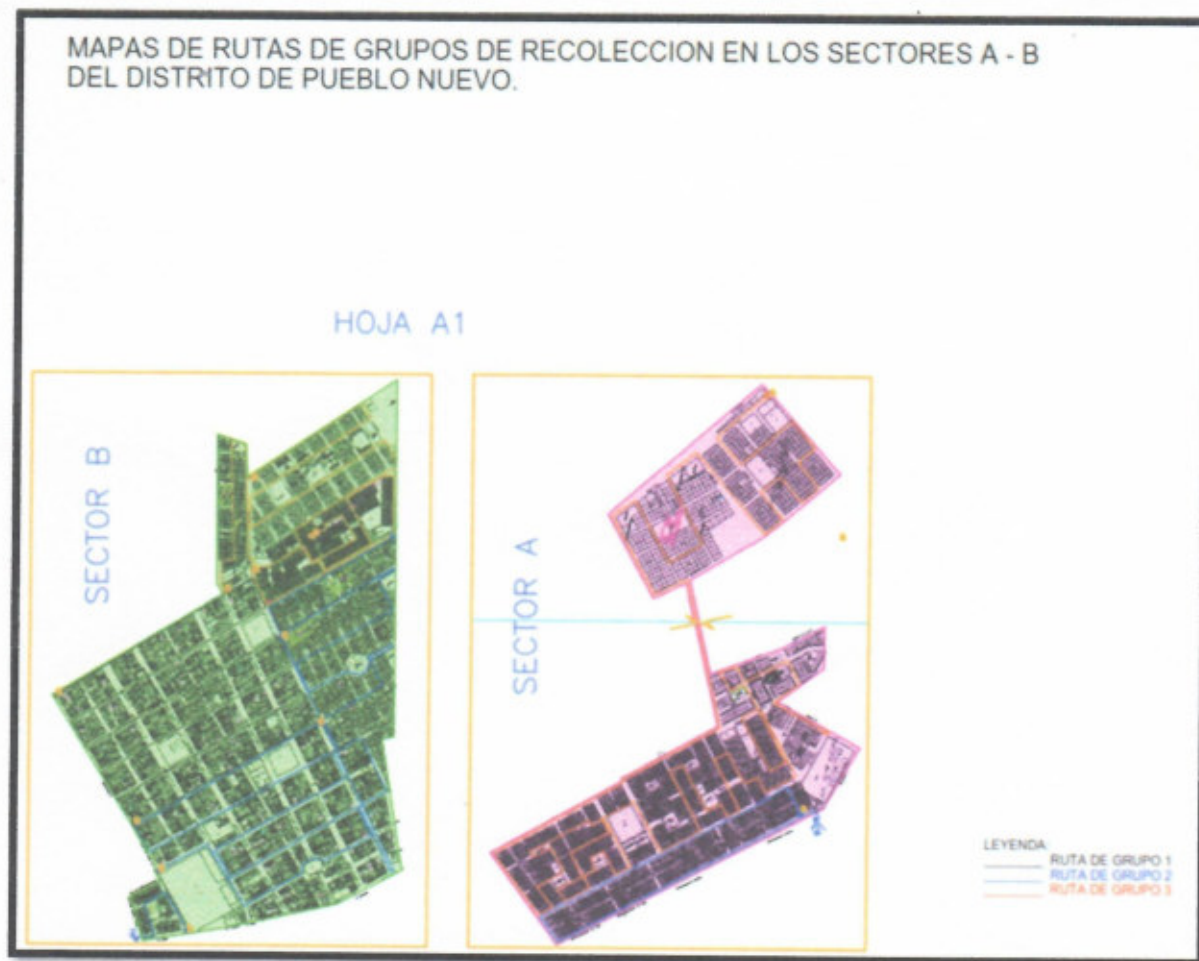 MAPAS DE RUTAS DE GRUPOS DE RECOLECCION EN LOS SECTORES A - B
DEL DISTRITO DE PUEBLO NUEVO.
HOJA A1
SECTOR B
SECTOR A
LEYENDA
RUTA DE GRUPO 1
RUTA DE GRUPO 2
RUTA DE GRUPO 3